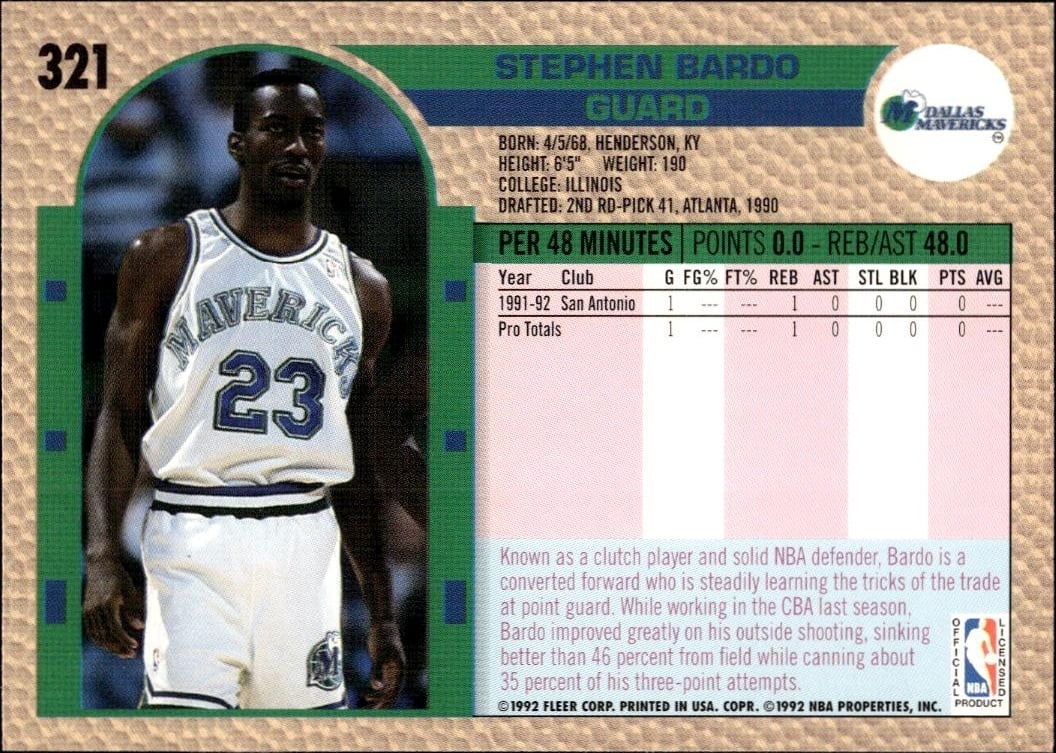 321
STEPHEN BARDO
GUARD
DALLAS
MAVERICKS
TM
BORN: 4/5/68, HENDERSON, KY
HEIGHT: 6'5" WEIGHT: 190
COLLEGE: ILLINOIS
DRAFTED: 2ND RD-PICK 41, ATLANTA, 1990
PER 48 MINUTES | POINTS 0.0 - REB/AST 48.0
Year Club G FG% FT% REB AST STL BLK PTS AVG
1991-92 San Antonio 1 --- --- 1 0 0 0 0 ---
Pro Totals 1 --- --- 1 0 0 0 0 ---
MAVERICKS
23
Known as a clutch player and solid NBA defender, Bardo is a
converted forward who is steadily learning the tricks of the trade
at point guard. While working in the CBA last season,
Bardo improved greatly on his outside shooting, sinking
better than 46 percent from field while canning about
35 percent of his three-point attempts.
OFFICIAL
LICENSED
NBA
PRODUCT
©1992 FLEER CORP. PRINTED IN USA. COPR. ©1992 NBA PROPERTIES, INC.